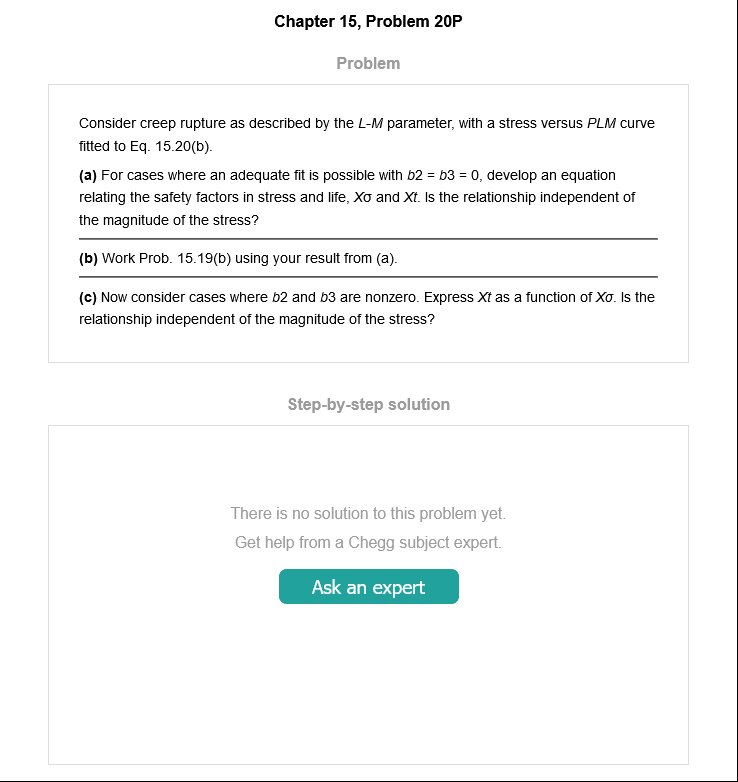 Chapter 15, Problem 20P
Problem
Consider creep rupture as described by the L-M parameter, with a stress versus PLM curve
fitted to Eq. 15.20(b).
(a) For cases where an adequate fit is possible with b2 = b3 = 0, develop an equation
relating the safety factors in stress and life, Xσ and Xt. Is the relationship independent of
the magnitude of the stress?
(b) Work Prob. 15.19(b) using your result from (a).
(c) Now consider cases where b2 and b3 are nonzero. Express Xt as a function of Xσ. Is the
relationship independent of the magnitude of the stress?
Step-by-step solution
There is no solution to this problem yet.
Get help from a Chegg subject expert.
Ask an expert